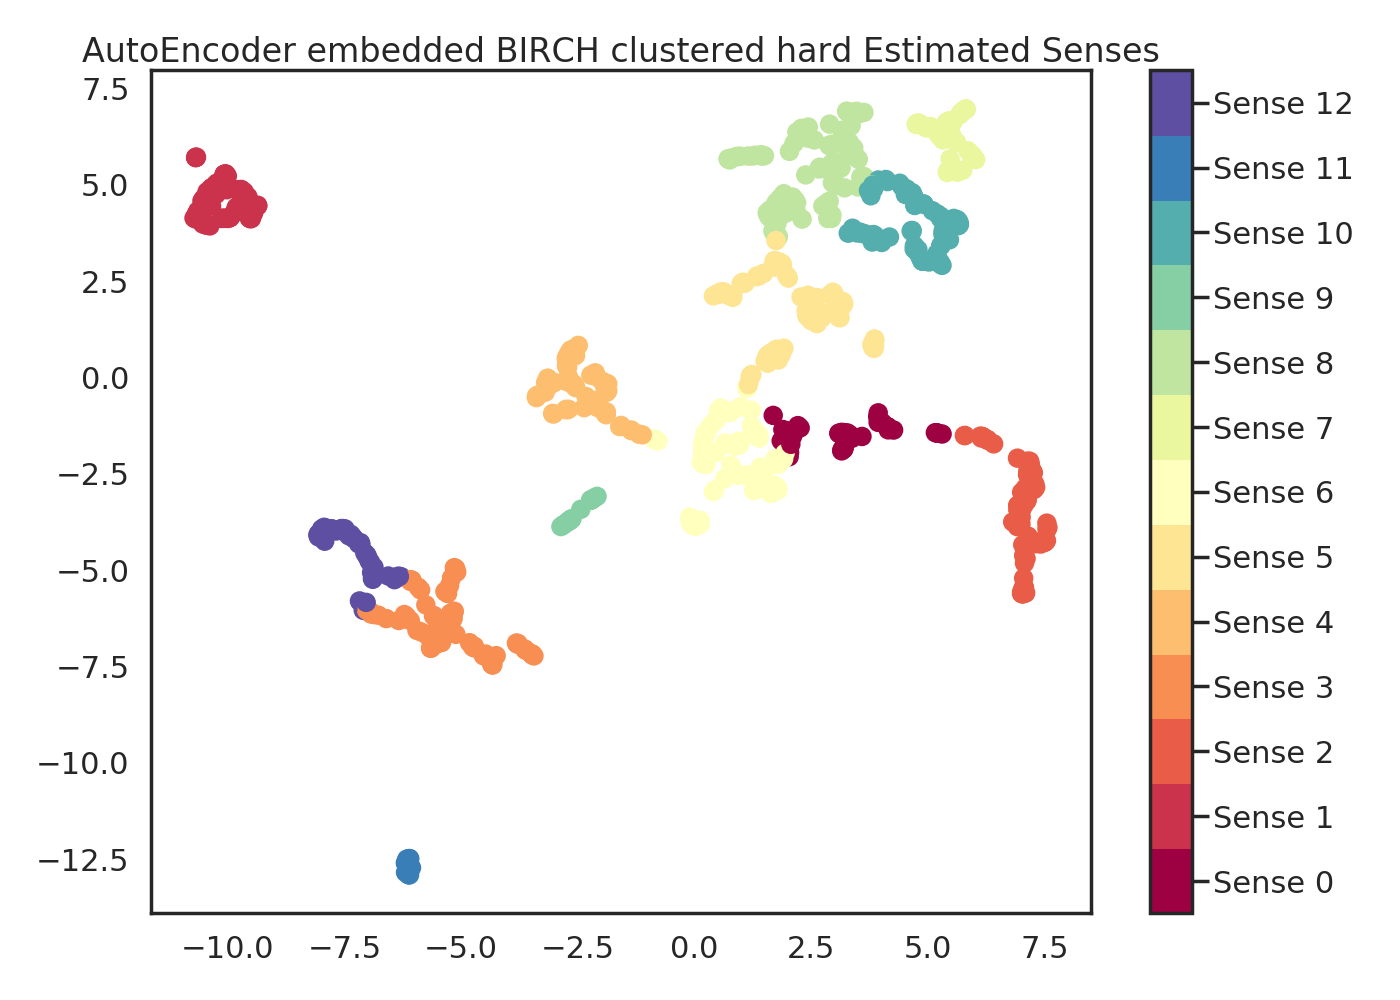 AutoEncoder embedded BIRCH clustered hard Estimated Senses
7.5
5.0
2.5
0.0
−2.5
−5.0
−7.5
−10.0
−12.5
−10.0 −7.5 −5.0 −2.5 0.0 2.5 5.0 7.5
Sense 12
Sense 11
Sense 10
Sense 9
Sense 8
Sense 7
Sense 6
Sense 5
Sense 4
Sense 3
Sense 2
Sense 1
Sense 0